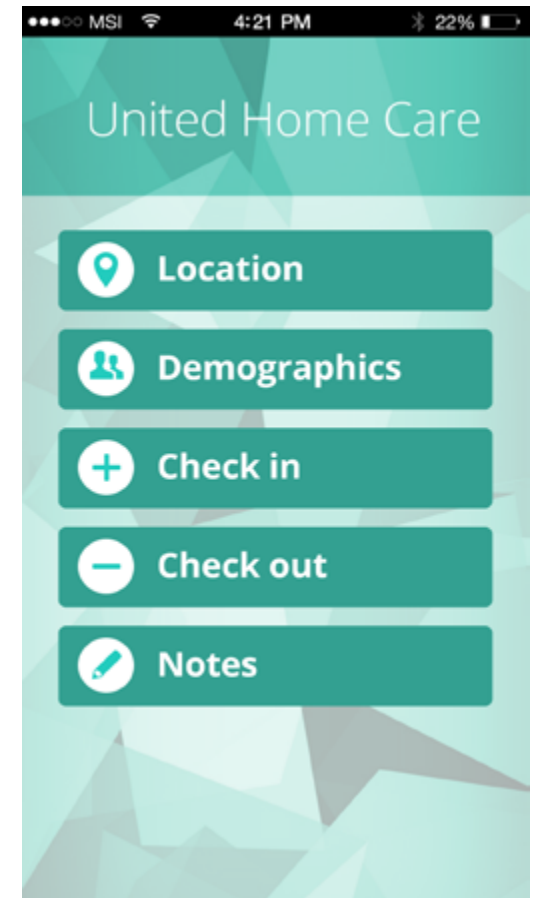 MSI 4:21 PM 22%
United Home Care
Location
Demographics
Check in
Check out
Notes